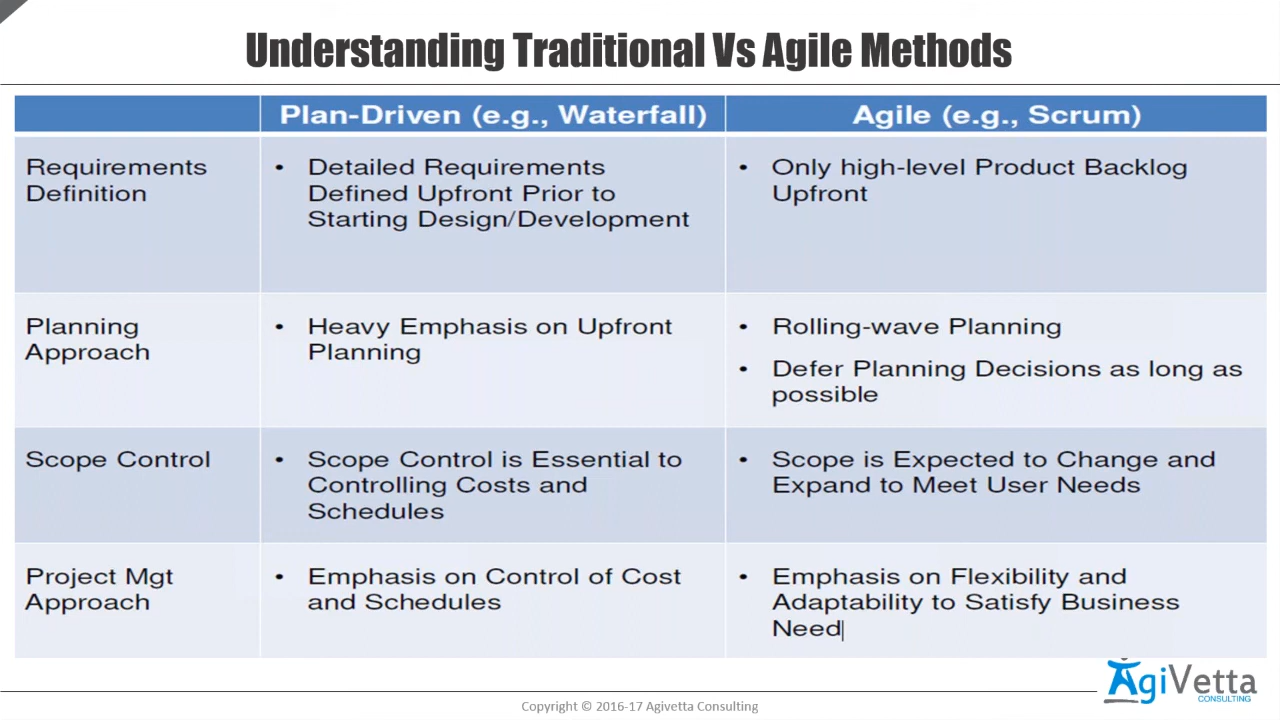 Understanding Traditional Vs Agile Methods
Plan-Driven (e.g., Waterfall)
Agile (e.g., Scrum)
Requirements
Definition
• Detailed Requirements
Defined Upfront Prior to
Starting Design/Development
• Only high-level Product Backlog
Upfront
Planning
Approach
• Heavy Emphasis on Upfront
Planning
• Rolling-wave Planning
• Defer Planning Decisions as long as
possible
Scope Control
• Scope Control is Essential to
Controlling Costs and
Schedules
• Scope is Expected to Change and
Expand to Meet User Needs
Project Mgt
Approach
• Emphasis on Control of Cost
and Schedules
• Emphasis on Flexibility and
Adaptability to Satisfy Business
Need
AgiVetta
CONSULTING
Copyright © 2016-17 Agivetta Consulting